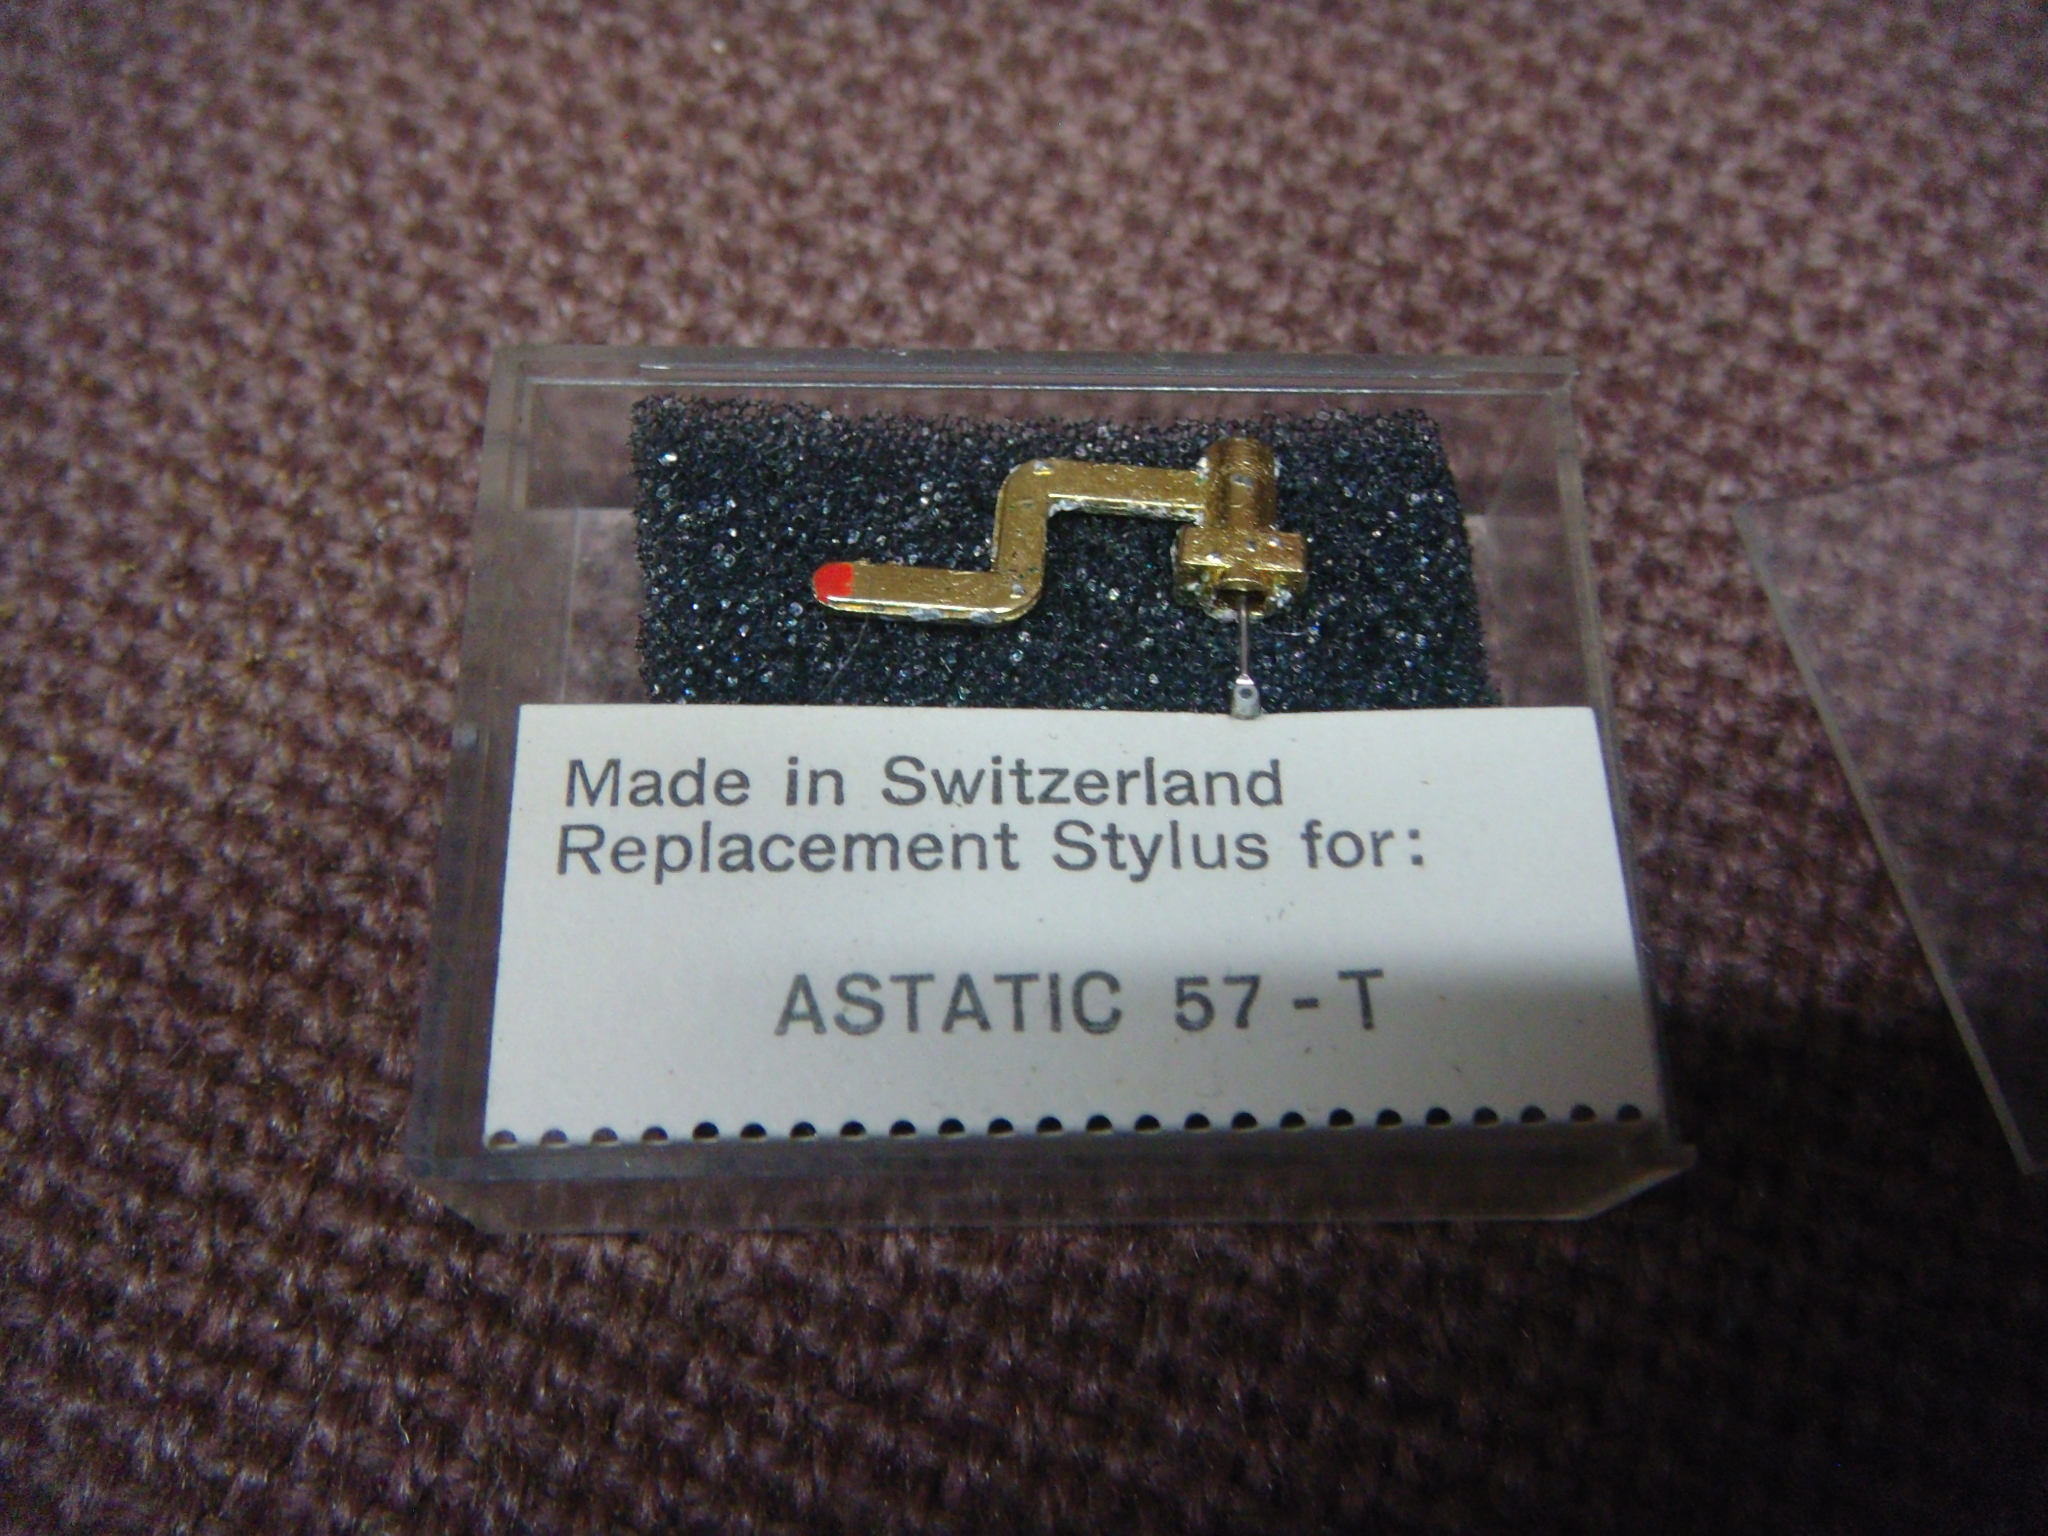 Made in Switzerland
Replacement Stylus for:
ASTATIC 57-T